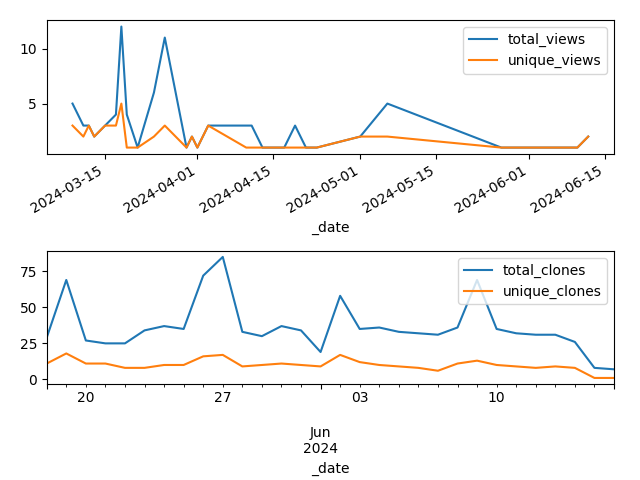 10
5
total_views
unique_views
2024-03-15
2024-04-01
2024-04-15
2024-05-01
2024-05-15
2024-06-01
2024-06-15
_date
75
50
25
0
total_clones
unique_clones
20
27
03
10
Jun
2024
_date